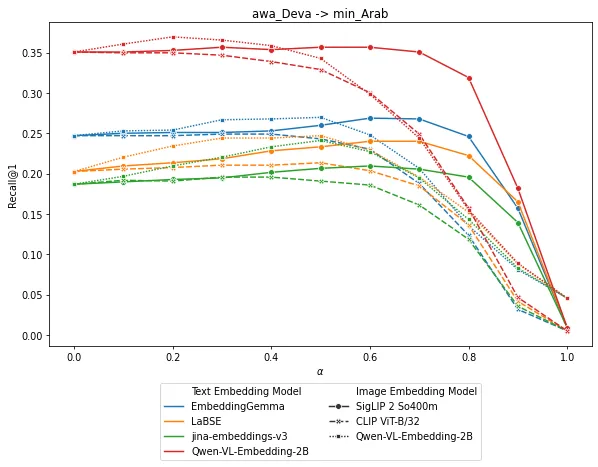 awa_Deva -> min_Arab
Recall@1
0.35
0.30
0.25
0.20
0.15
0.10
0.05
0.00
0.0 0.2 0.4 0.6 0.8 1.0
α
Text Embedding Model
EmbeddingGemma
LaBSE
jina-embeddings-v3
Qwen-VL-Embedding-2B
Image Embedding Model
SigLIP 2 So400m
CLIP ViT-B/32
Qwen-VL-Embedding-2B